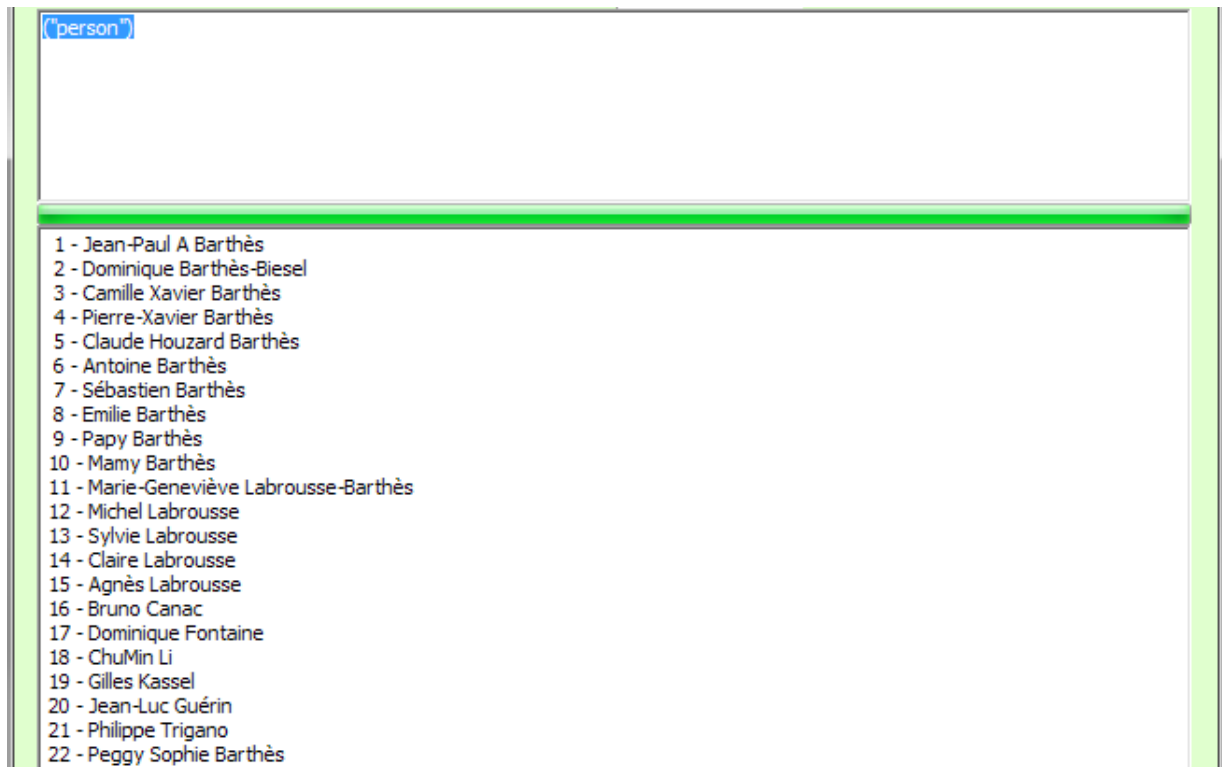 ("person")
1 - Jean-Paul A Barthès
2 - Dominique Barthès-Biesel
3 - Camille Xavier Barthès
4 - Pierre-Xavier Barthès
5 - Claude Houzard Barthès
6 - Antoine Barthès
7 - Sébastien Barthès
8 - Emilie Barthès
9 - Papy Barthès
10 - Mamy Barthès
11 - Marie-Geneviève Labrousse-Barthès
12 - Michel Labrousse
13 - Sylvie Labrousse
14 - Claire Labrousse
15 - Agnès Labrousse
16 - Bruno Canac
17 - Dominique Fontaine
18 - ChuMin Li
19 - Gilles Kassel
20 - Jean-Luc Guérin
21 - Philippe Trigano
22 - Peggy Sophie Barthès